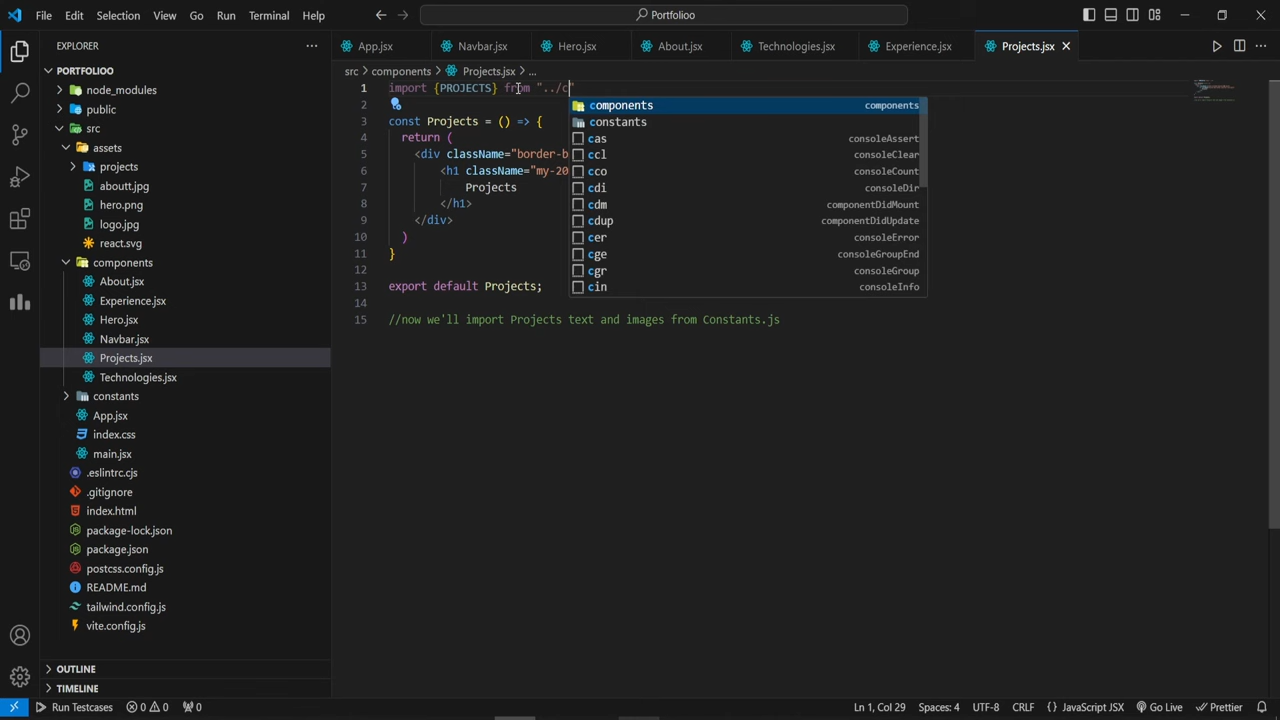 File Edit Selection View Go Run Terminal Help
Portfolioo
EXPLORER
PORTFOLIOO
node_modules
public
src
assets
projects
aboutt.jpg
hero.png
logo.jpg
react.svg
components
About.jsx
Experience.jsx
Hero.jsx
Navbar.jsx
Projects.jsx
Technologies.jsx
constants
App.jsx
index.css
main.jsx
.eslintrc.cjs
.gitignore
index.html
package-lock.json
package.json
postcss.config.js
README.md
tailwind.config.js
vite.config.js
OUTLINE
TIMELINE
App.jsx Navbar.jsx Hero.jsx About.jsx Technologies.jsx Experience.jsx Projects.jsx
src > components > Projects.jsx > ...
1 import {PROJECTS} from "../c"
2
3 const Projects = () => {
4 return (
5 <div className="border-b
6 <h1 className="my-20
7 Projects
8 </h1>
9 </div>
10 )
11 }
12
13 export default Projects;
14
15 //now we'll import Projects text and images from Constants.js
components components
constants
cas consoleAssert
ccl consoleClear
cco consoleCount
cdi consoleDir
cdm componentDidMount
cdup componentDidUpdate
cer consoleError
cge consoleGroupEnd
cgr consoleGroup
cin consoleInfo
Run Testcases 0 0 0 Ln 1, Col 29 Spaces: 4 UTF-8 CRLF {} JavaScript JSX Go Live Prettier